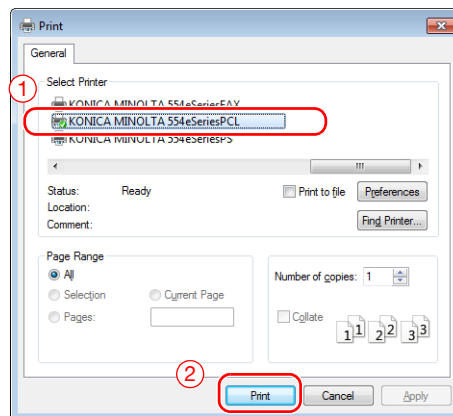 Print
General
Select Printer
1
KONICA MINOLTA 554eSeriesFAX
KONICA MINOLTA 554eSeriesPCL
KONICA MINOLTA 554eSeriesPS
Status: Ready
Print to file
Preferences
Location:
Comment:
Find Printer...
Page Range
All
Selection
Current Page
Pages:
Number of copies: 1
Collate
1 1 2 2 3 3
2
Print
Cancel
Apply